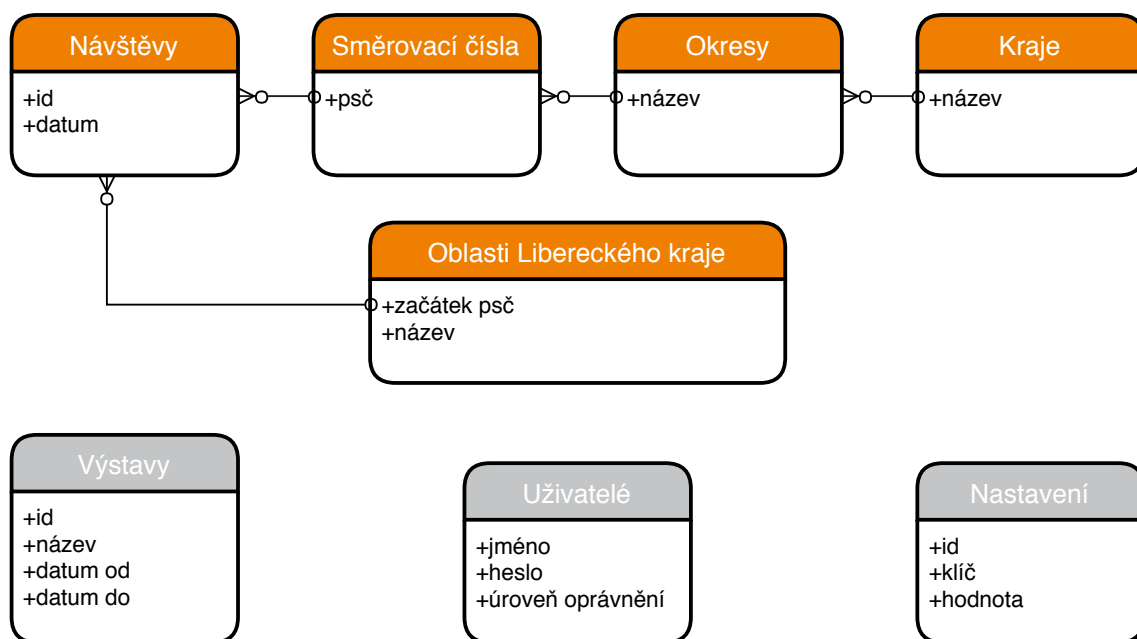 Návštěvy
+id
+datum
Směrovací čísla
+psč
Okresy
+název
Kraje
+název
Oblasti Libereckého kraje
+začátek psč
+název
Výstavy
+id
+název
+datum od
+datum do
Uživatelé
+jméno
+heslo
+úroveň oprávnění
Nastavení
+id
+klíč
+hodnota